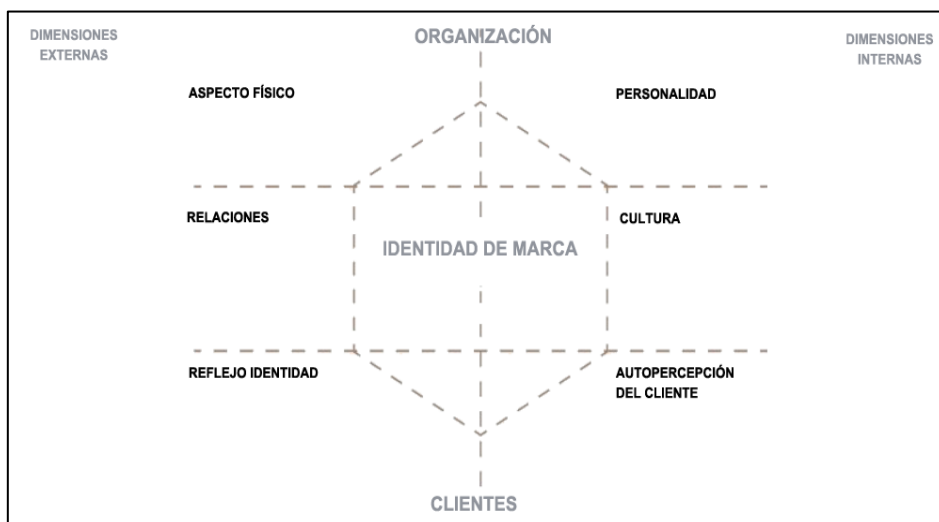 DIMENSIONES
EXTERNAS
ORGANIZACIÓN
DIMENSIONES
INTERNAS
ASPECTO FÍSICO
PERSONALIDAD
RELACIONES
CULTURA
IDENTIDAD DE MARCA
REFLEJO IDENTIDAD
AUTOPERCEPCIÓN
DEL CLIENTE
CLIENTES